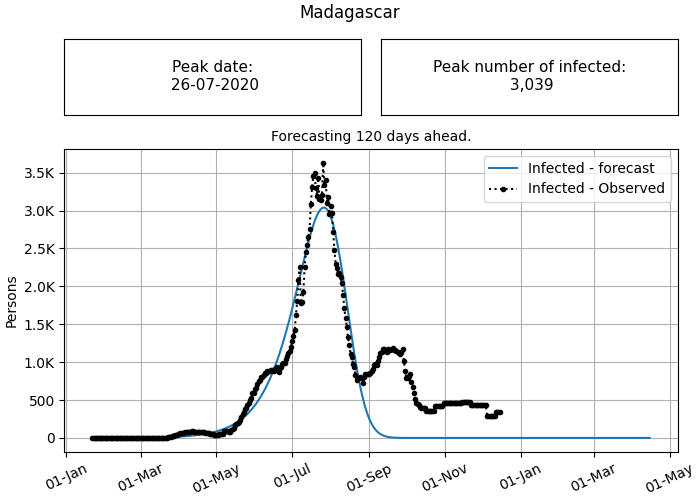 Madagascar
Peak date:
26-07-2020
Peak number of infected:
3,039
Forecasting 120 days ahead.
Infected - forecast
Infected - Observed
Persons
3.5K
3.0K
2.5K
2.0K
1.5K
1.0K
500
0
01-Jan
01-Mar
01-May
01-Jul
01-Sep
01-Nov
01-Jan
01-Mar
01-May